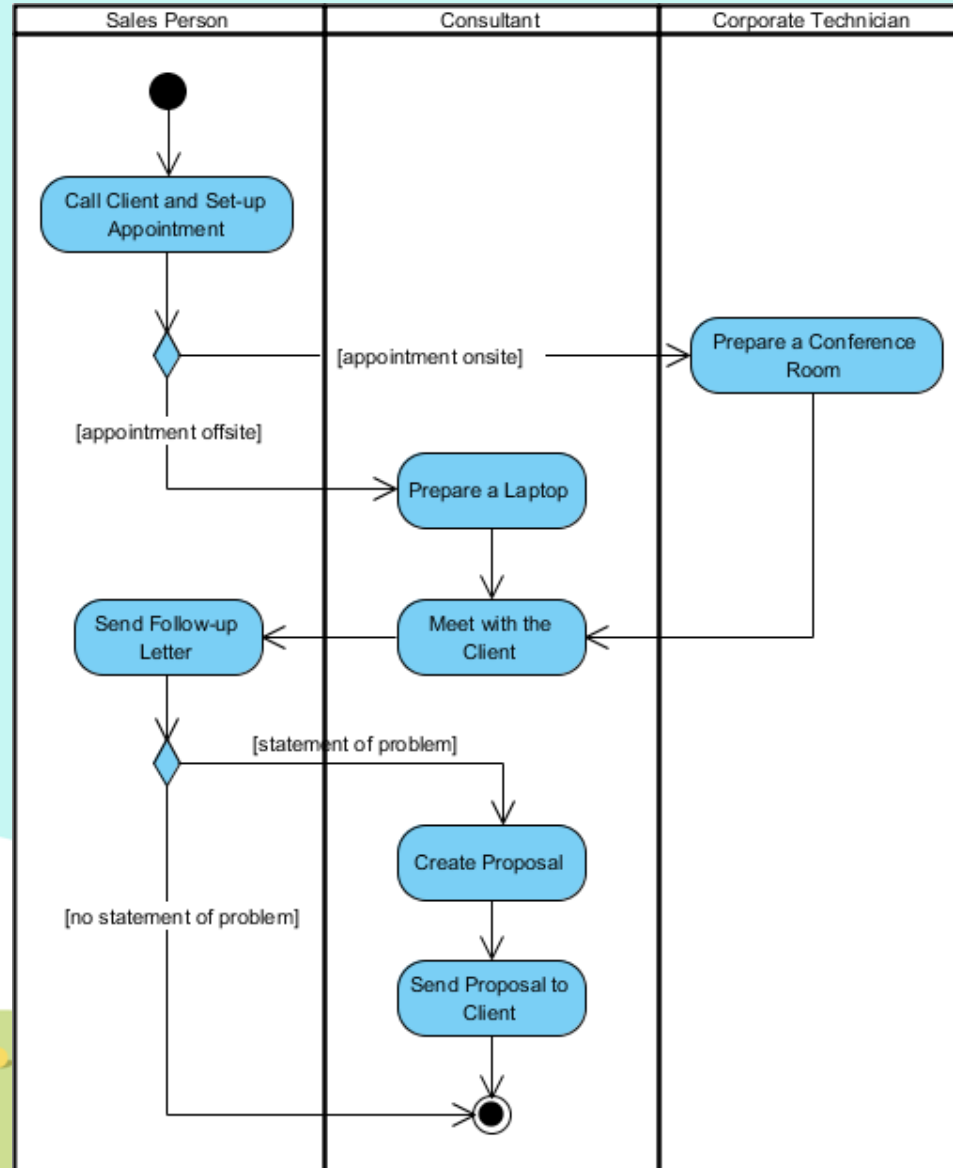 Sales Person
Consultant
Corporate Technician
Call Client and Set-up
Appointment
[appointment onsite]
Prepare a Conference
Room
[appointment offsite]
Prepare a Laptop
Send Follow-up
Letter
Meet with the
Client
[statement of problem]
Create Proposal
[no statement of problem]
Send Proposal to
Client